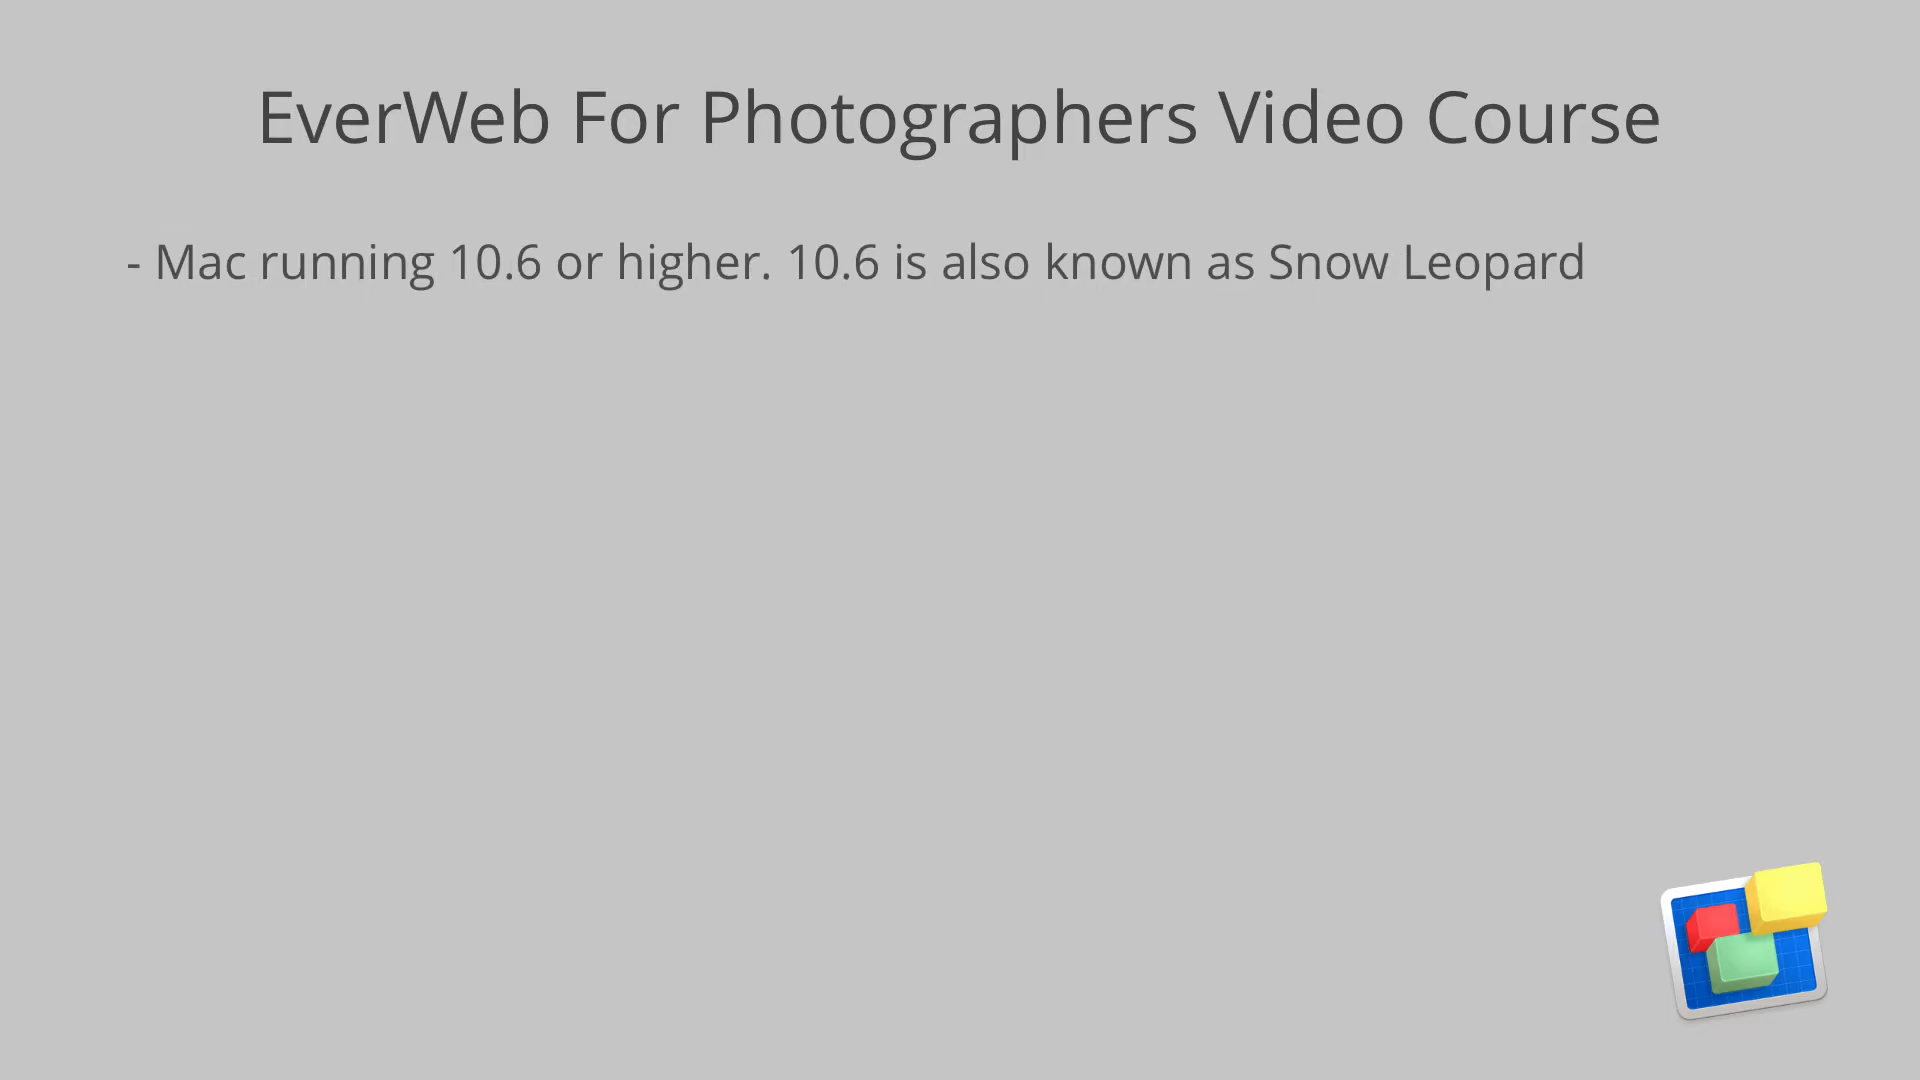 EverWeb For Photographers Video Course
- Mac running 10.6 or higher. 10.6 is also known as Snow Leopard